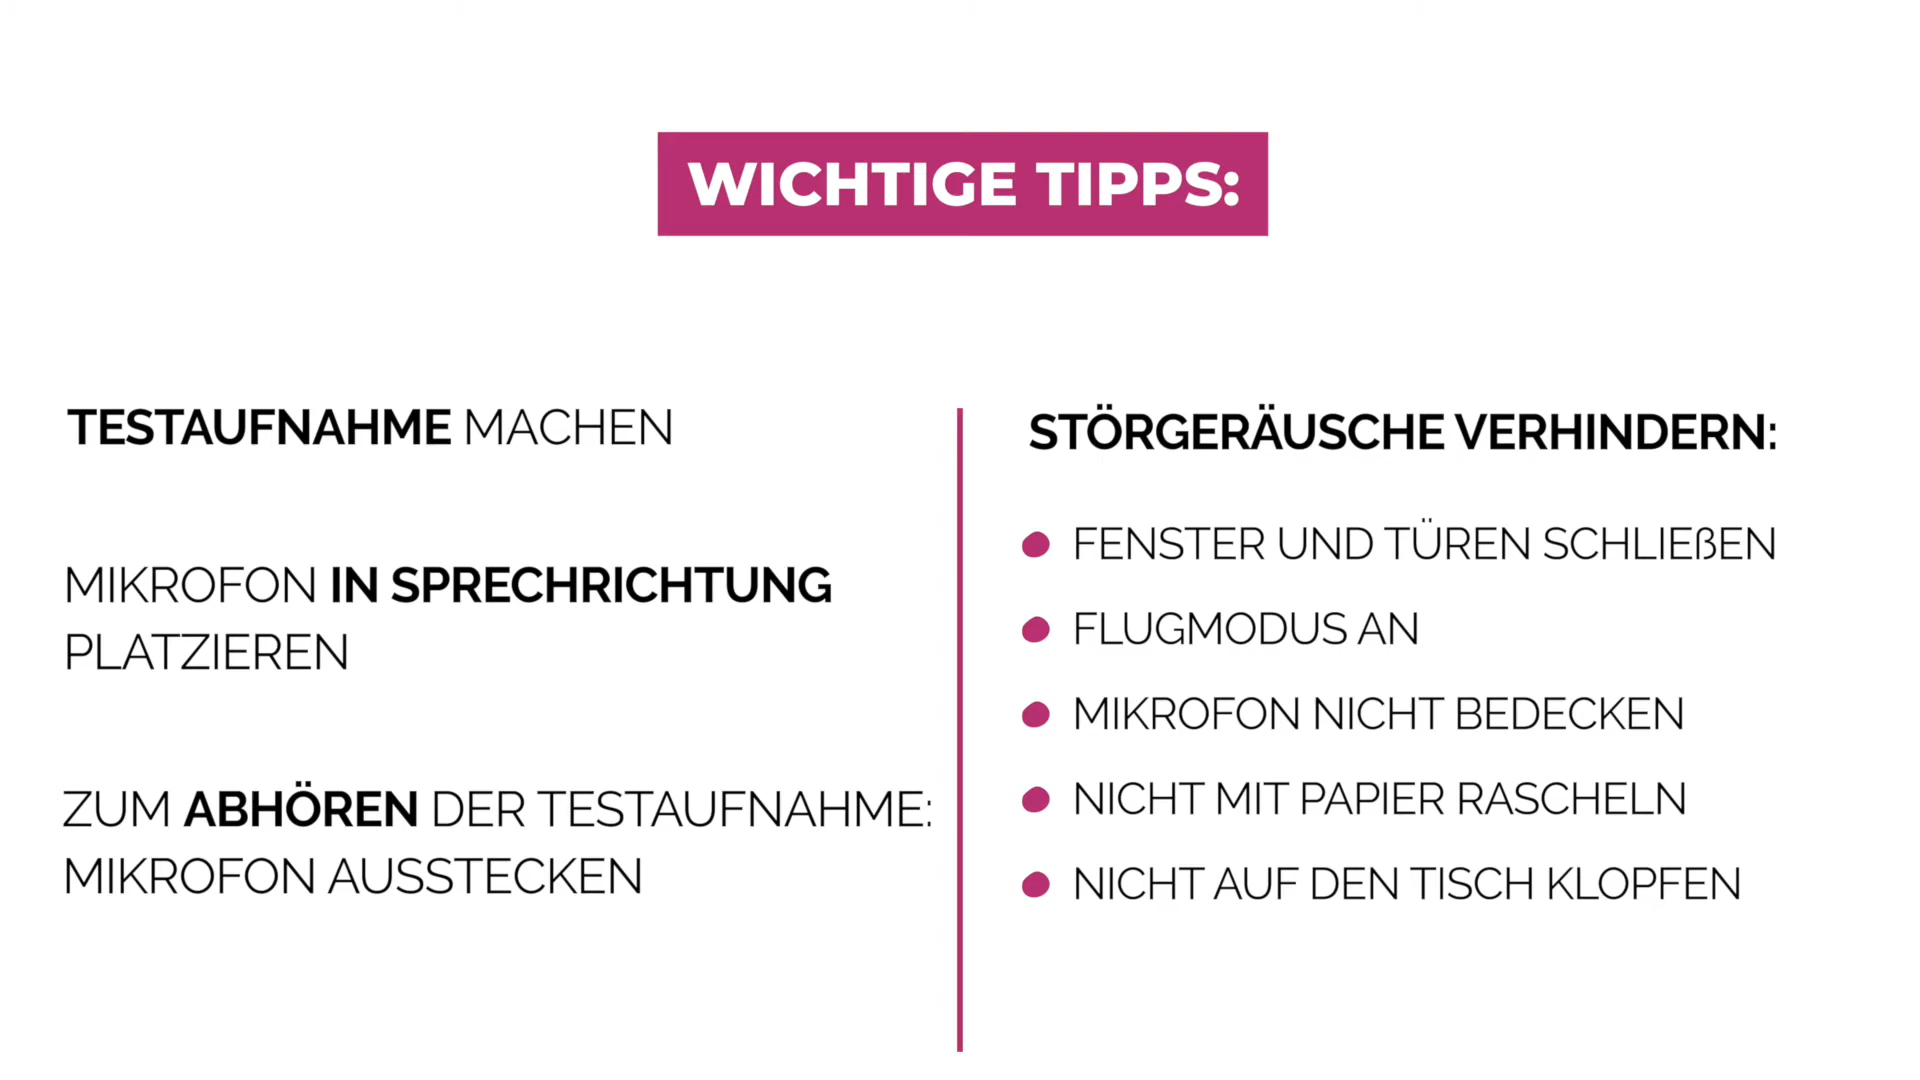 WICHTIGE TIPPS:
TESTAUFNAHME MACHEN
MIKROFON IN SPRECHRICHTUNG
PLATZIEREN
ZUM ABHÖREN DER TESTAUFNAHME:
MIKROFON AUSSTECKEN
STÖRGERÄUSCHE VERHINDERN:
FENSTER UND TÜREN SCHLIEßEN
FLUGMODUS AN
MIKROFON NICHT BEDECKEN
NICHT MIT PAPIER RASCHELN
NICHT AUF DEN TISCH KLOPFEN